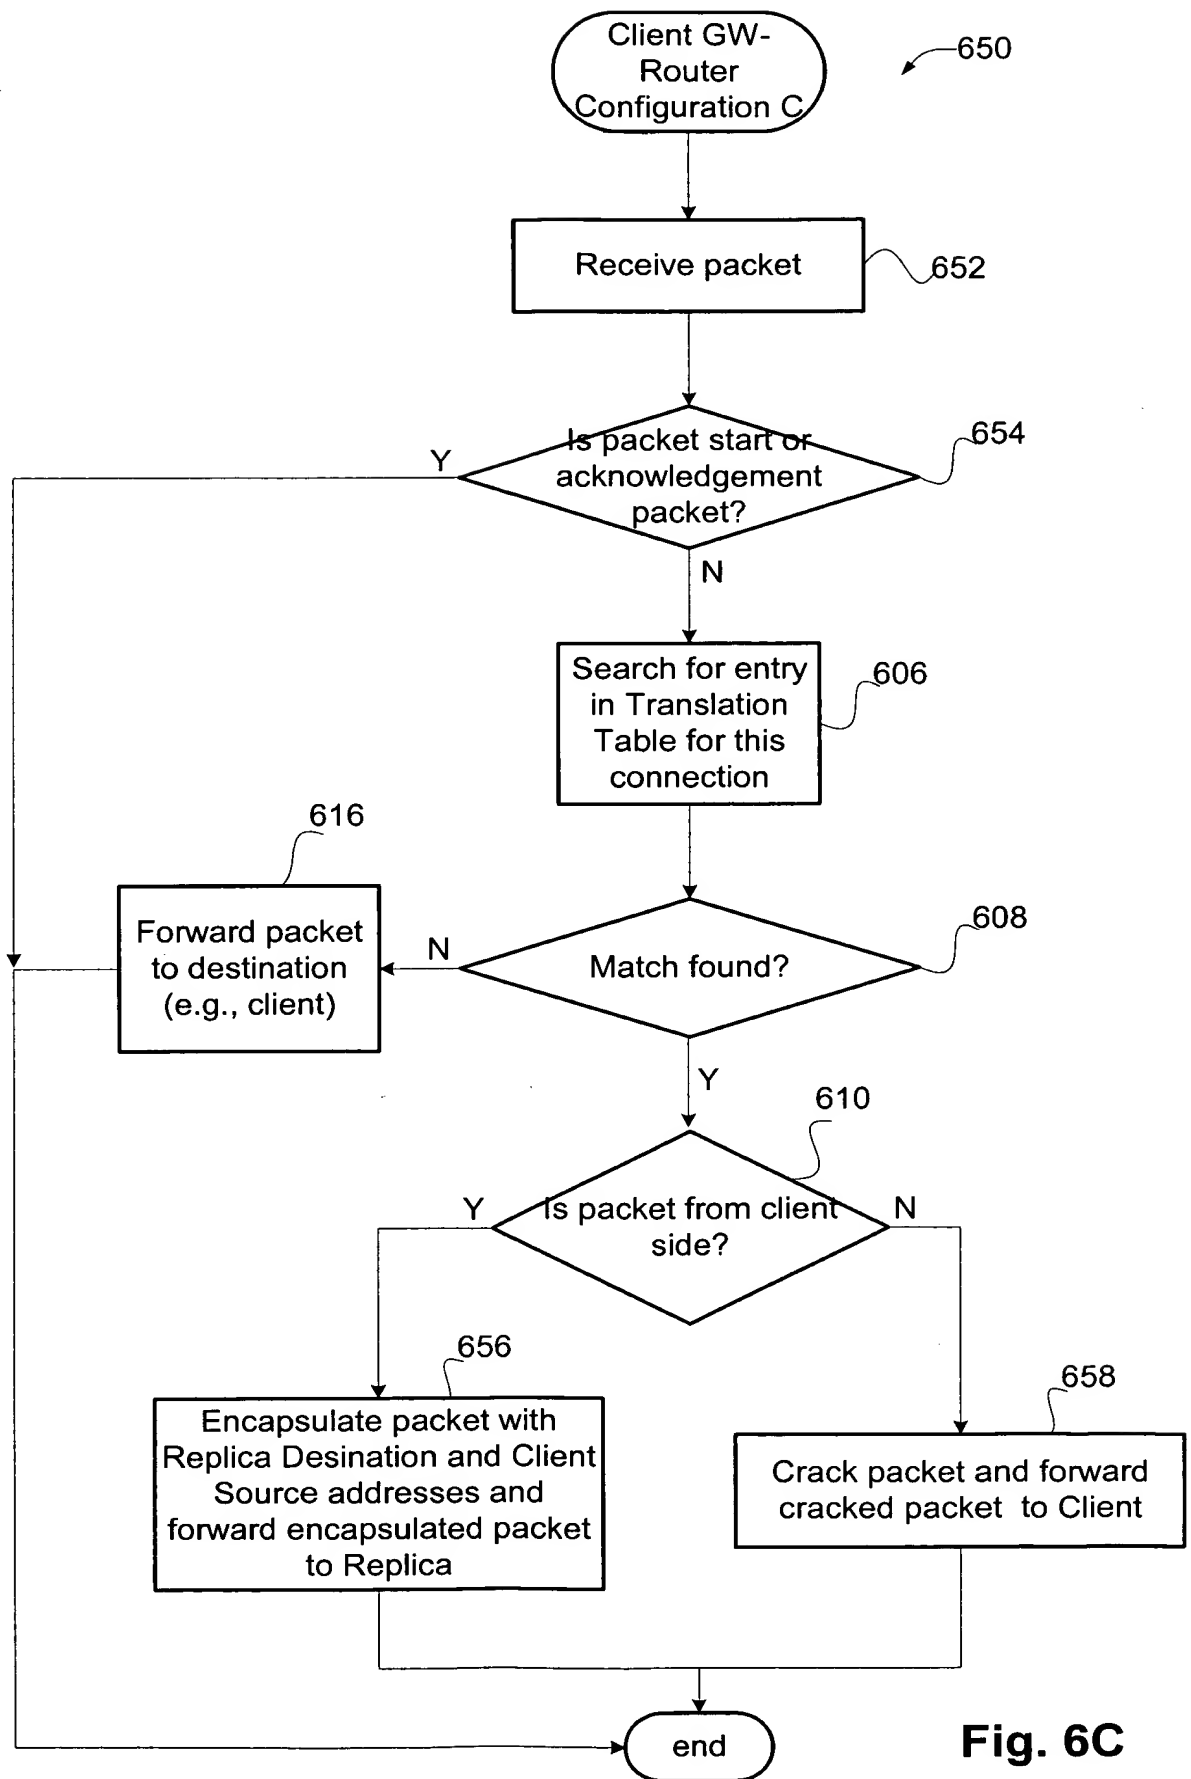 Client GW-
Router
Configuration C
650
Receive packet
652
Is packet start or
acknowledgement
packet?
654
Y
N
Search for entry
in Translation
Table for this
connection
606
616
Forward packet
to destination
(e.g., client)
N
Match found?
608
Y
610
Y
Is packet from client
side?
N
656
Encapsulate packet with
Replica Desination and Client
Source addresses and
forward encapsulated packet
to Replica
658
Crack packet and forward
cracked packet to Client
end
Fig. 6C